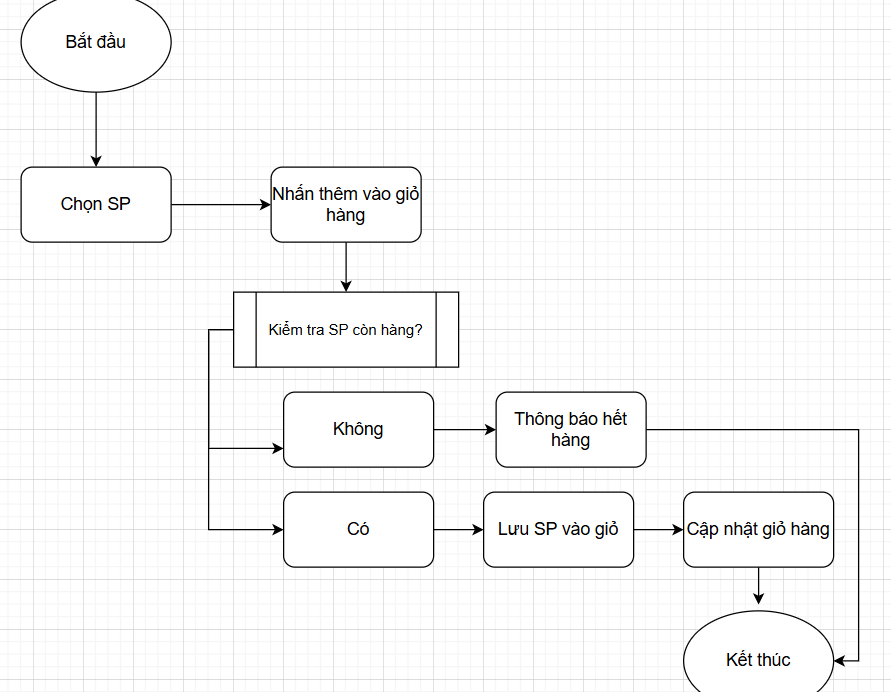 Bắt đầu
Chọn SP
Nhấn thêm vào giỏ
hàng
Kiểm tra SP còn hàng?
Không
Thông báo hết
hàng
Có
Lưu SP vào giỏ
Cập nhật giỏ hàng
Kết thúc